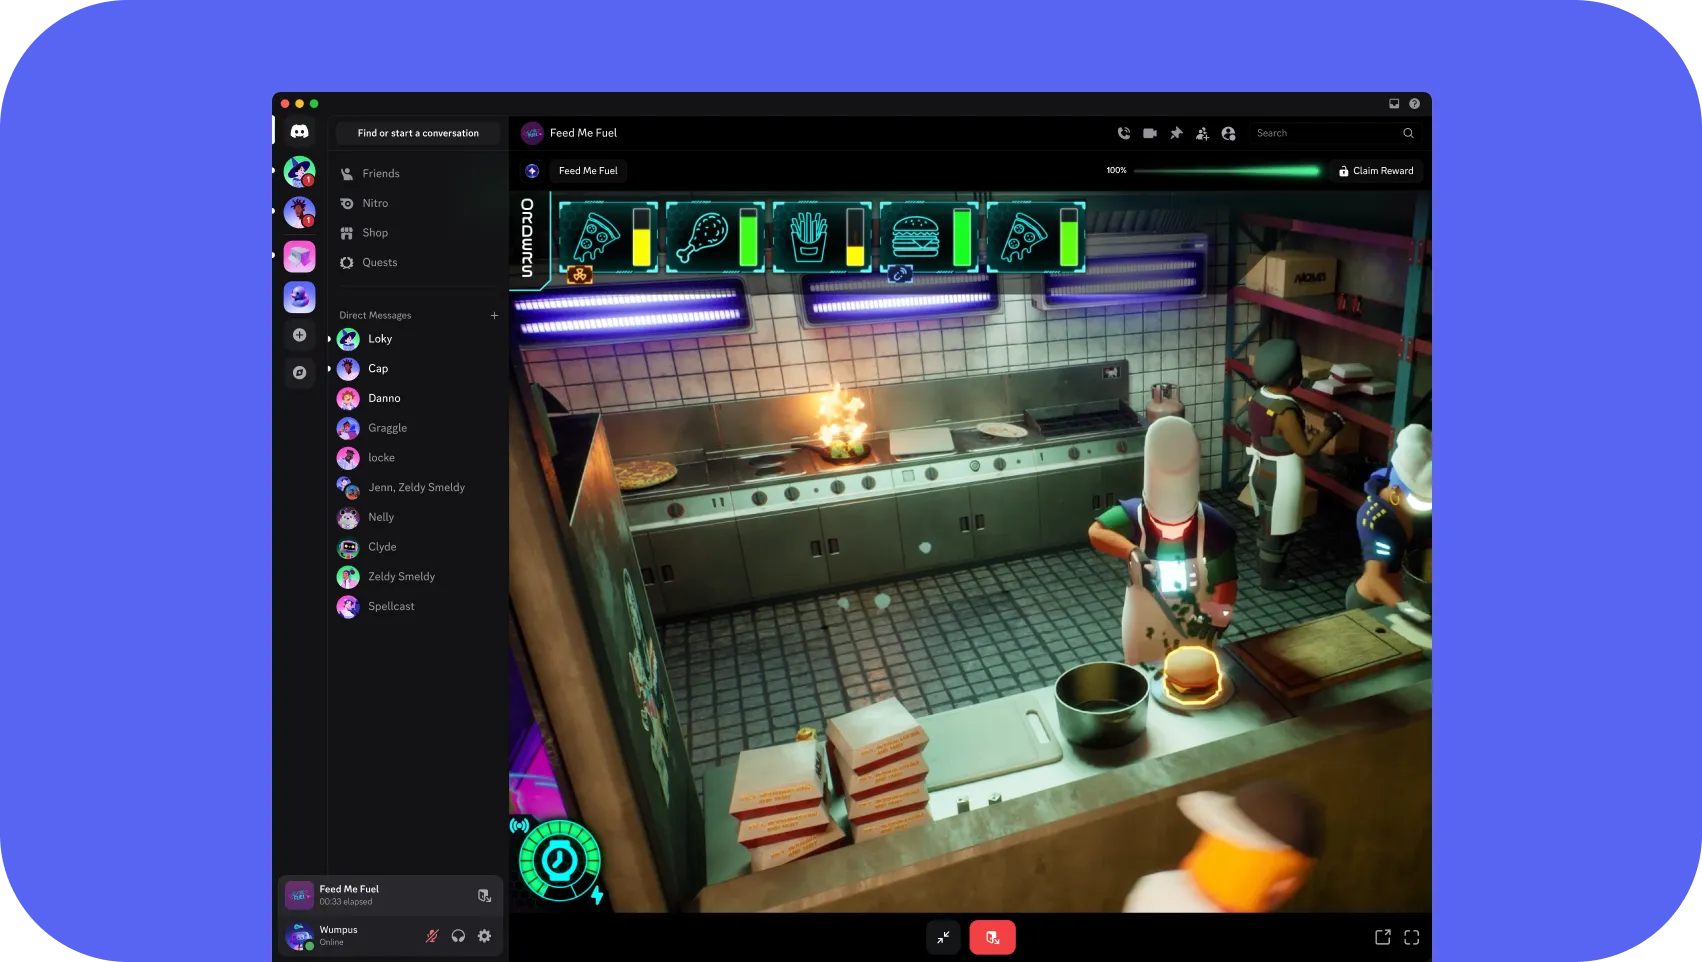 Find or start a conversation
Feed Me Fuel
Search
Friends
Nitro
Shop
Quests
Feed Me Fuel
100%
Claim Reward
ORDERS
1
1
Direct Messages
Loky
Cap
Danno
Graggle
locke
Jenn, Zeldy Smeldy
Nelly
Clyde
Zeldy Smeldy
Spellcast
Feed Me Fuel
00:33 elapsed
Wumpus
Online